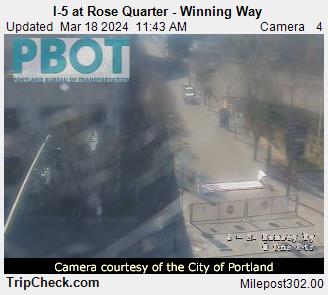 I-5 at Rose Quarter - Winning Way
Updated Mar 18 2024 11:43 AM Camera 4
PBOT
PORTLAND BUREAU OF TRANSPORTATION
Camera courtesy of the City of Portland
TripCheck.com Milepost302.00